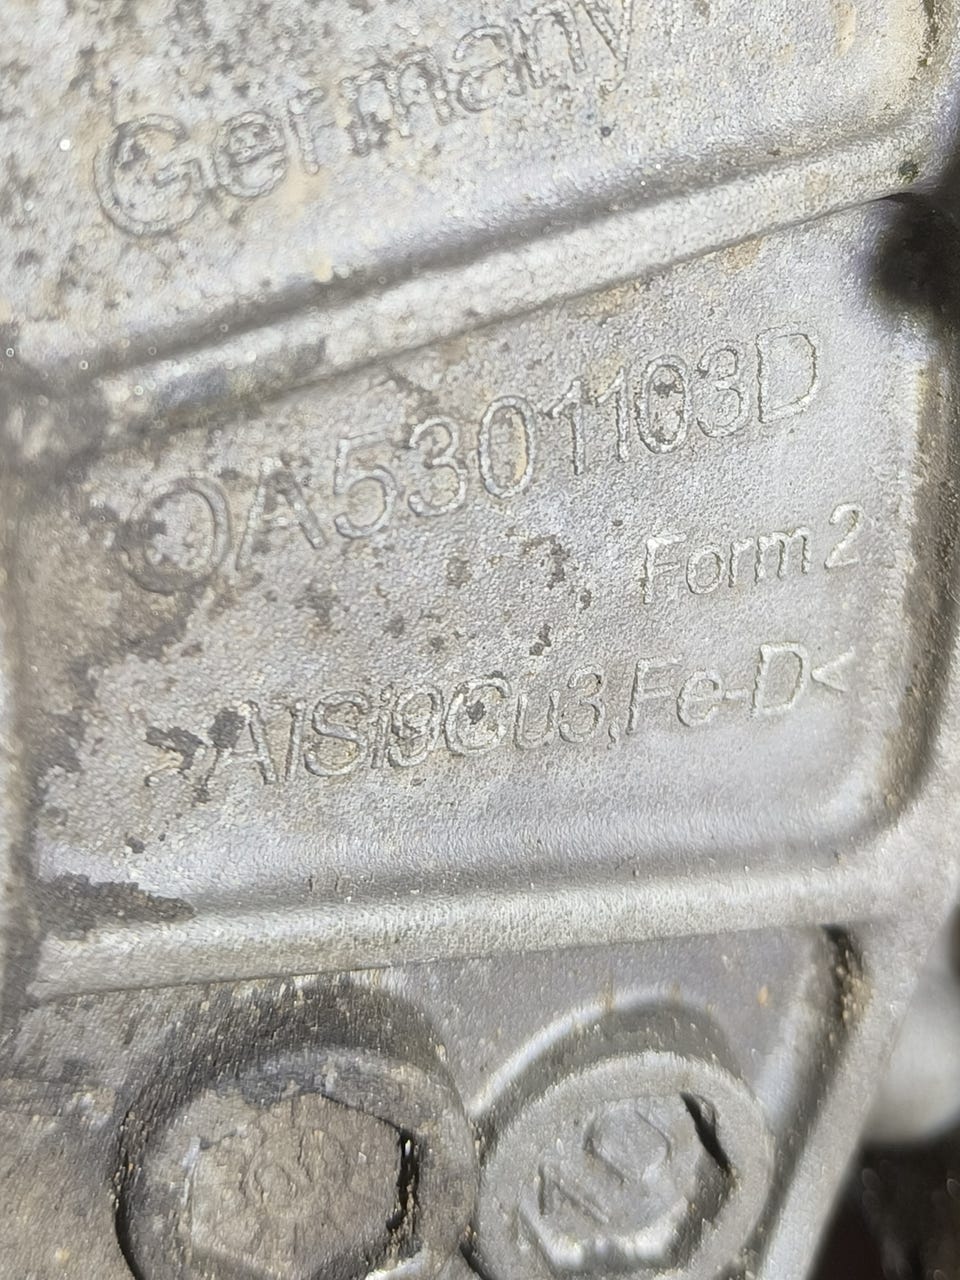 Germany
0A5301103D
Form 2
>AlSi9Cu3,Fe-D<